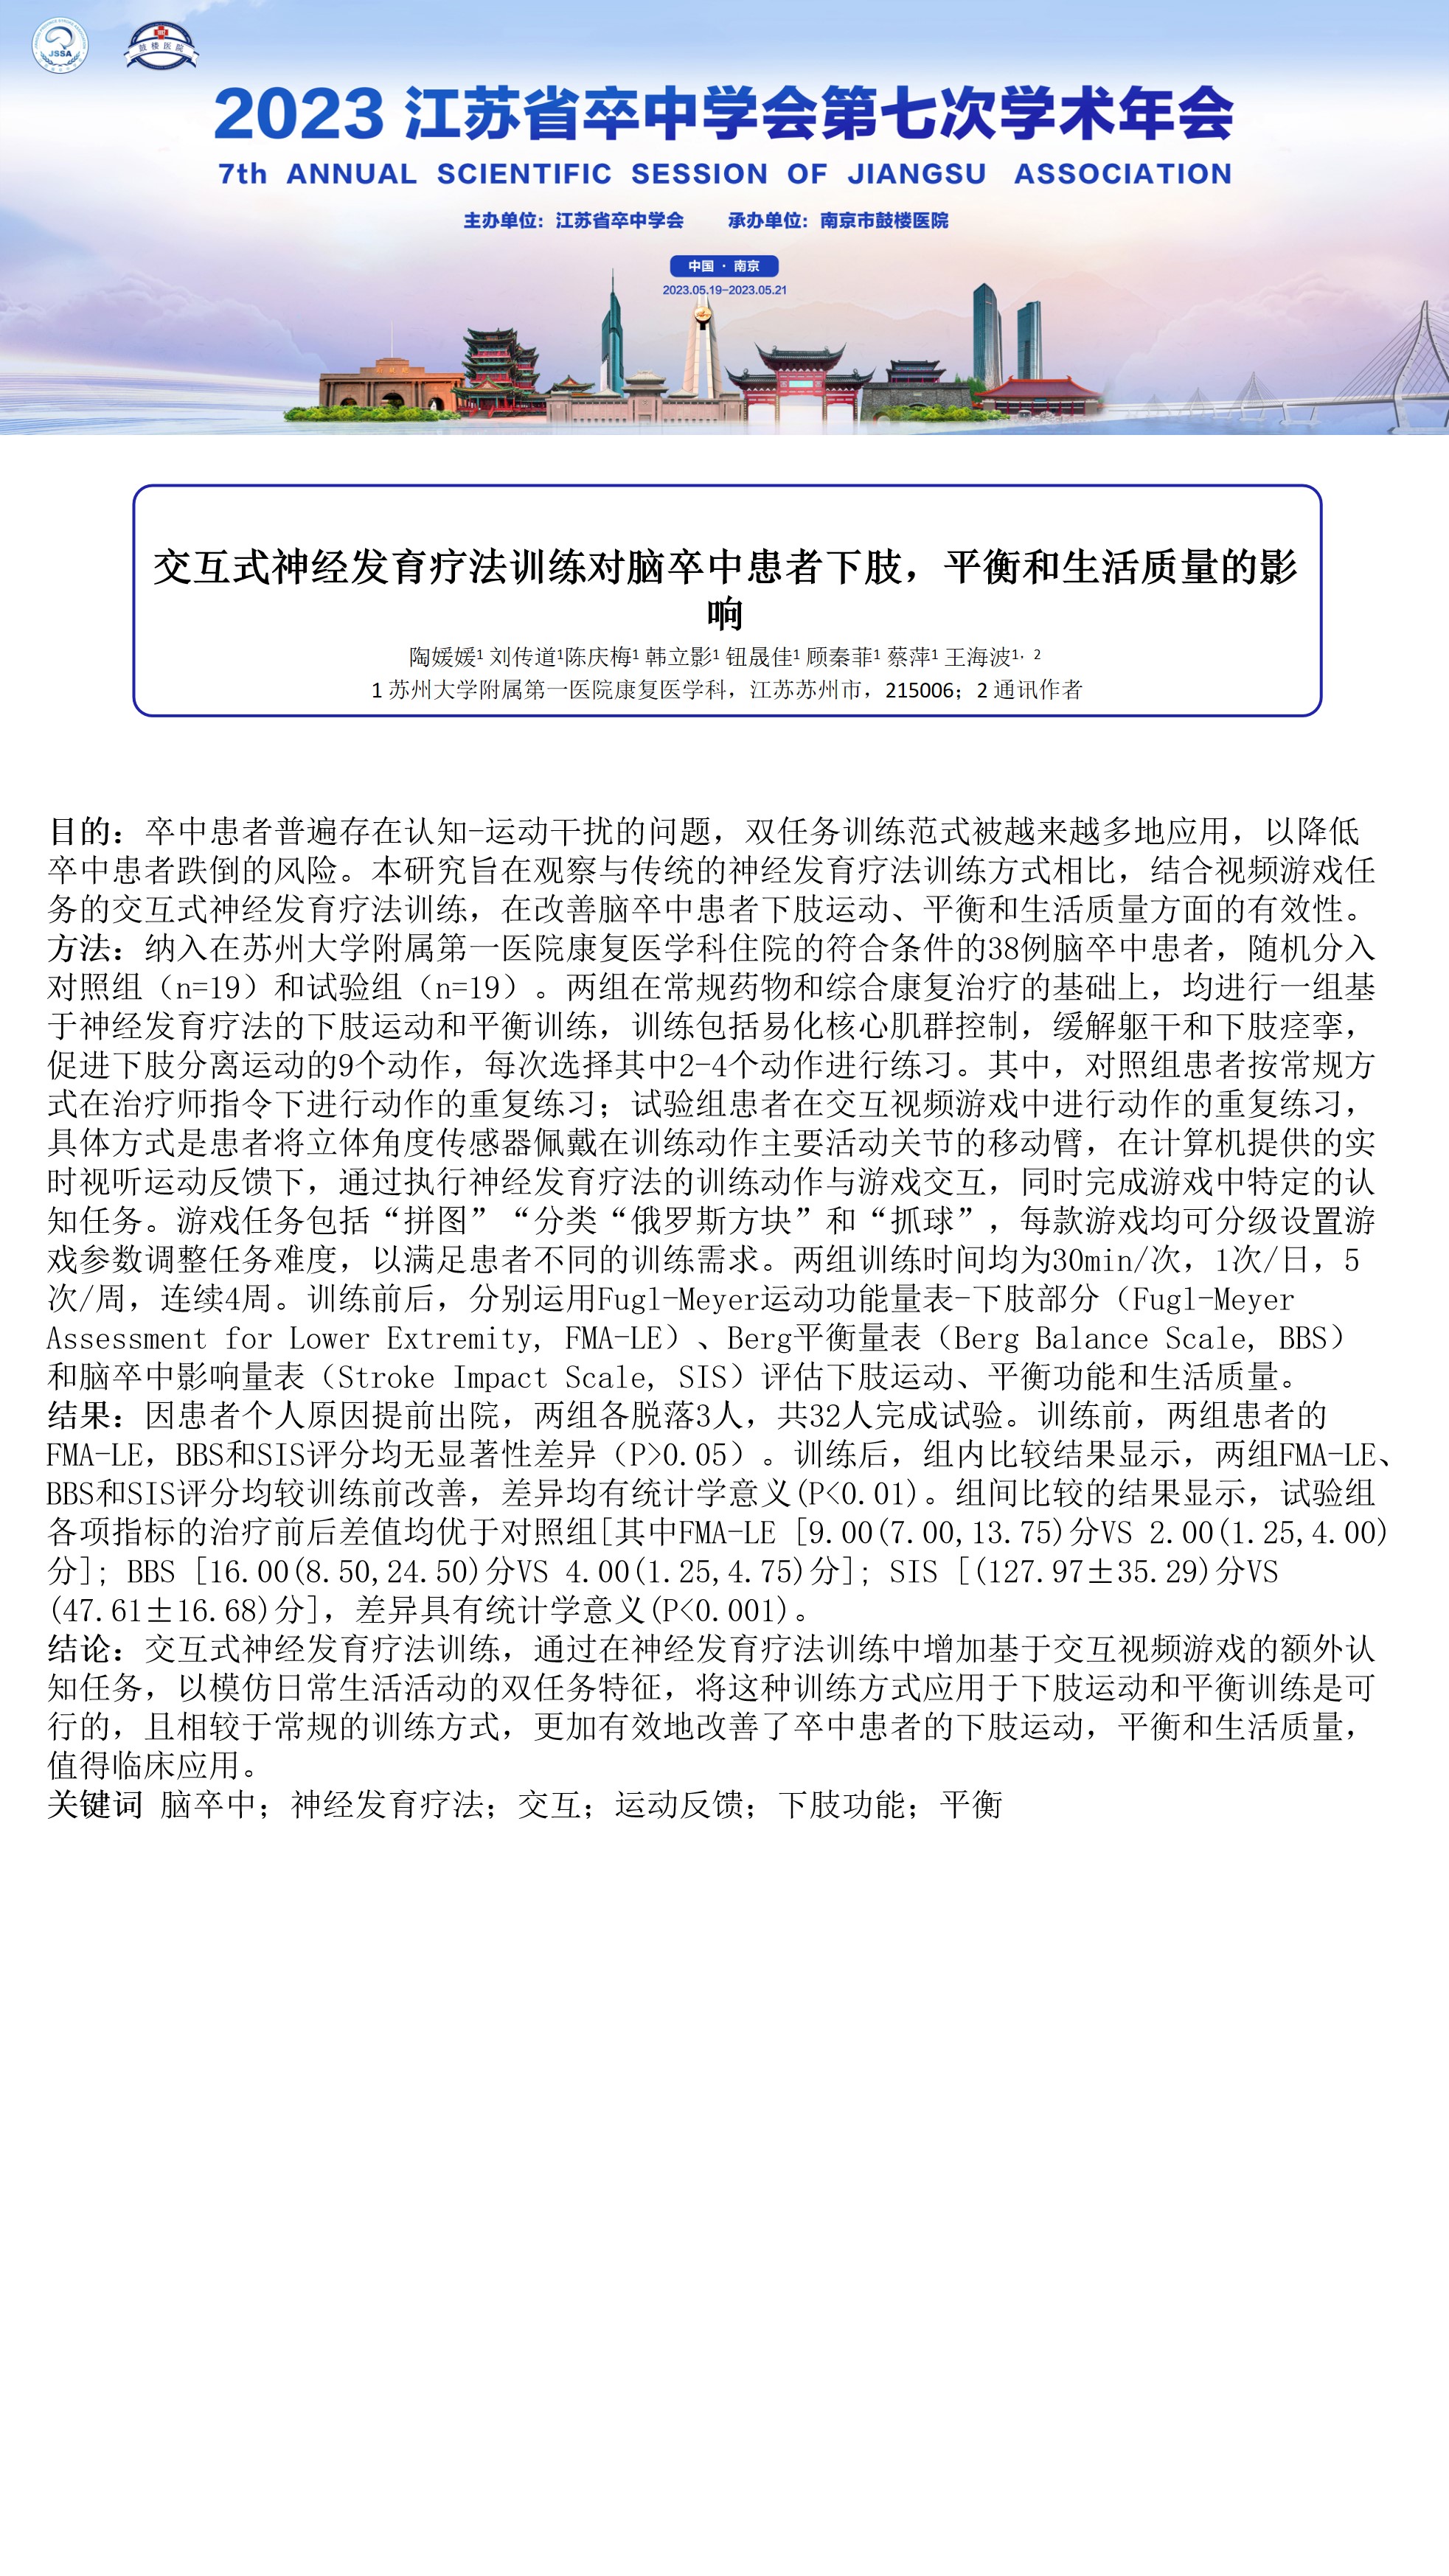 JSSA
鼓楼医院
2023 江苏省卒中学会第七次学术年会
7th ANNUAL SCIENTIFIC SESSION OF JIANGSU ASSOCIATION
主办单位：江苏省卒中学会 承办单位：南京市鼓楼医院
中国 · 南京
2023.05.19-2023.05.21
交互式神经发育疗法训练对脑卒中患者下肢，平衡和生活质量的影
响
陶媛媛¹ 刘传道¹陈庆梅¹ 韩立影¹ 钮晟佳¹ 顾秦菲¹ 蔡萍¹ 王海波¹，²
1 苏州大学附属第一医院康复医学科，江苏苏州市，215006；2 通讯作者
目的：卒中患者普遍存在认知-运动干扰的问题，双任务训练范式被越来越多地应用，以降低
卒中患者跌倒的风险。本研究旨在观察与传统的神经发育疗法训练方式相比，结合视频游戏任
务的交互式神经发育疗法训练，在改善脑卒中患者下肢运动、平衡和生活质量方面的有效性。
方法：纳入在苏州大学附属第一医院康复医学科住院的符合条件的38例脑卒中患者，随机分入
对照组（n=19）和试验组（n=19）。两组在常规药物和综合康复治疗的基础上，均进行一组基
于神经发育疗法的下肢运动和平衡训练，训练包括易化核心肌群控制，缓解躯干和下肢痉挛，
促进下肢分离运动的9个动作，每次选择其中2-4个动作进行练习。其中，对照组患者按常规方
式在治疗师指令下进行动作的重复练习；试验组患者在交互视频游戏中进行动作的重复练习，
具体方式是患者将立体角度传感器佩戴在训练动作主要活动关节的移动臂，在计算机提供的实
时视听运动反馈下，通过执行神经发育疗法的训练动作与游戏交互，同时完成游戏中特定的认
知任务。游戏任务包括“拼图”“分类“俄罗斯方块”和“抓球”，每款游戏均可分级设置游
戏参数调整任务难度，以满足患者不同的训练需求。两组训练时间均为30min/次，1次/日，5
次/周，连续4周。训练前后，分别运用Fugl-Meyer运动功能量表-下肢部分（Fugl-Meyer
Assessment for Lower Extremity, FMA-LE）、Berg平衡量表（Berg Balance Scale, BBS）
和脑卒中影响量表（Stroke Impact Scale, SIS）评估下肢运动、平衡功能和生活质量。
结果：因患者个人原因提前出院，两组各脱落3人，共32人完成试验。训练前，两组患者的
FMA-LE，BBS和SIS评分均无显著性差异（P>0.05）。训练后，组内比较结果显示，两组FMA-LE、
BBS和SIS评分均较训练前改善，差异均有统计学意义(P<0.01)。组间比较的结果显示，试验组
各项指标的治疗前后差值均优于对照组[其中FMA-LE [9.00(7.00,13.75)分VS 2.00(1.25,4.00)
分]; BBS [16.00(8.50,24.50)分VS 4.00(1.25,4.75)分]; SIS [(127.97±35.29)分VS
(47.61±16.68)分]，差异具有统计学意义(P<0.001)。
结论：交互式神经发育疗法训练，通过在神经发育疗法训练中增加基于交互视频游戏的额外认
知任务，以模仿日常生活活动的双任务特征，将这种训练方式应用于下肢运动和平衡训练是可
行的，且相较于常规的训练方式，更加有效地改善了卒中患者的下肢运动，平衡和生活质量，
值得临床应用。
关键词 脑卒中；神经发育疗法；交互；运动反馈；下肢功能；平衡